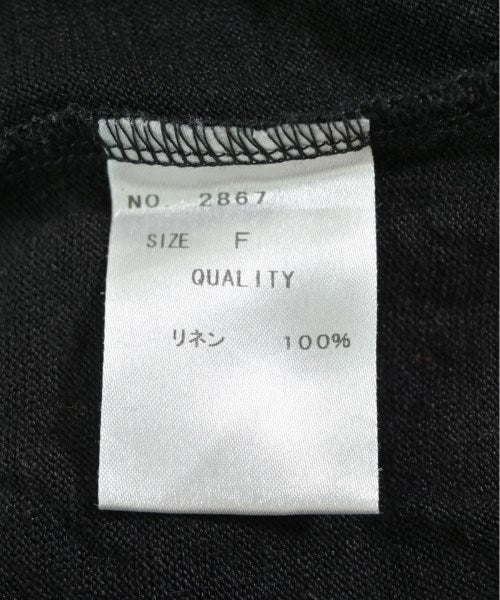 NO. 2867
SIZE F
QUALITY
リネン 100%